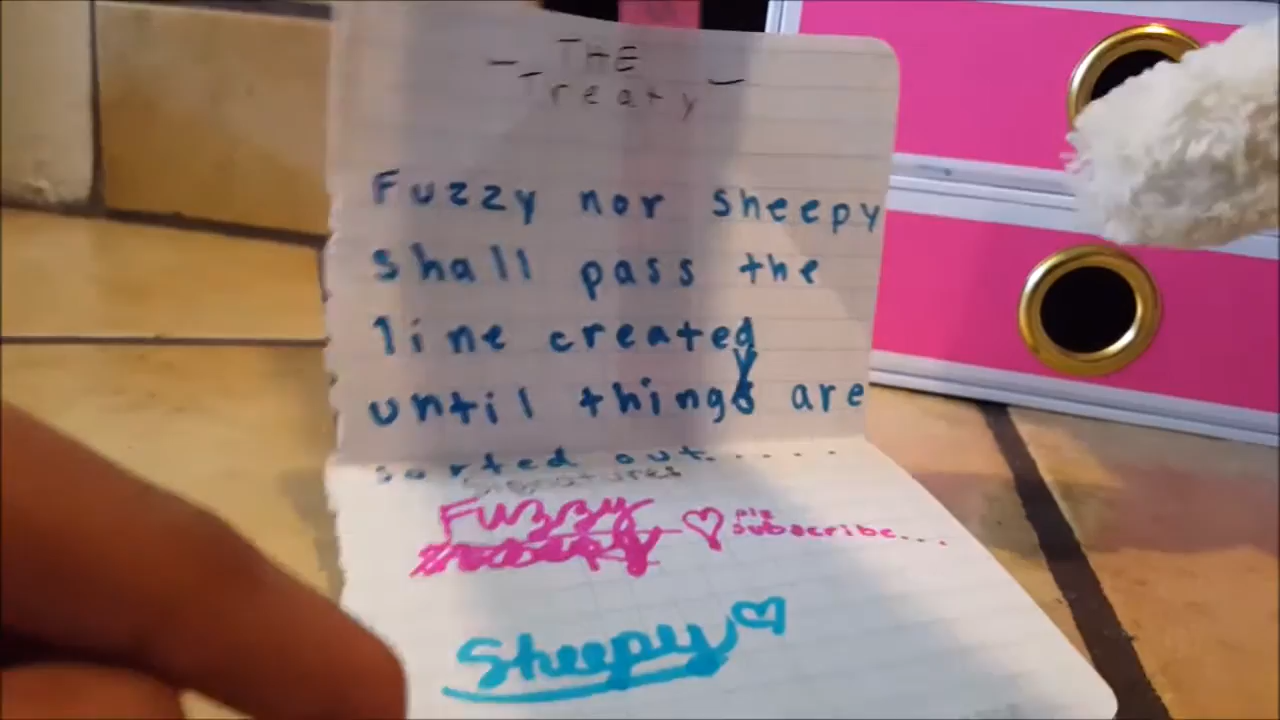 - THE -
Treaty
Fuzzy nor sheepy
shall pass the
line created
until things are
sorted out......
Signatures
Fuzzy
♡ plz
subscribe...
Sheepy ♡